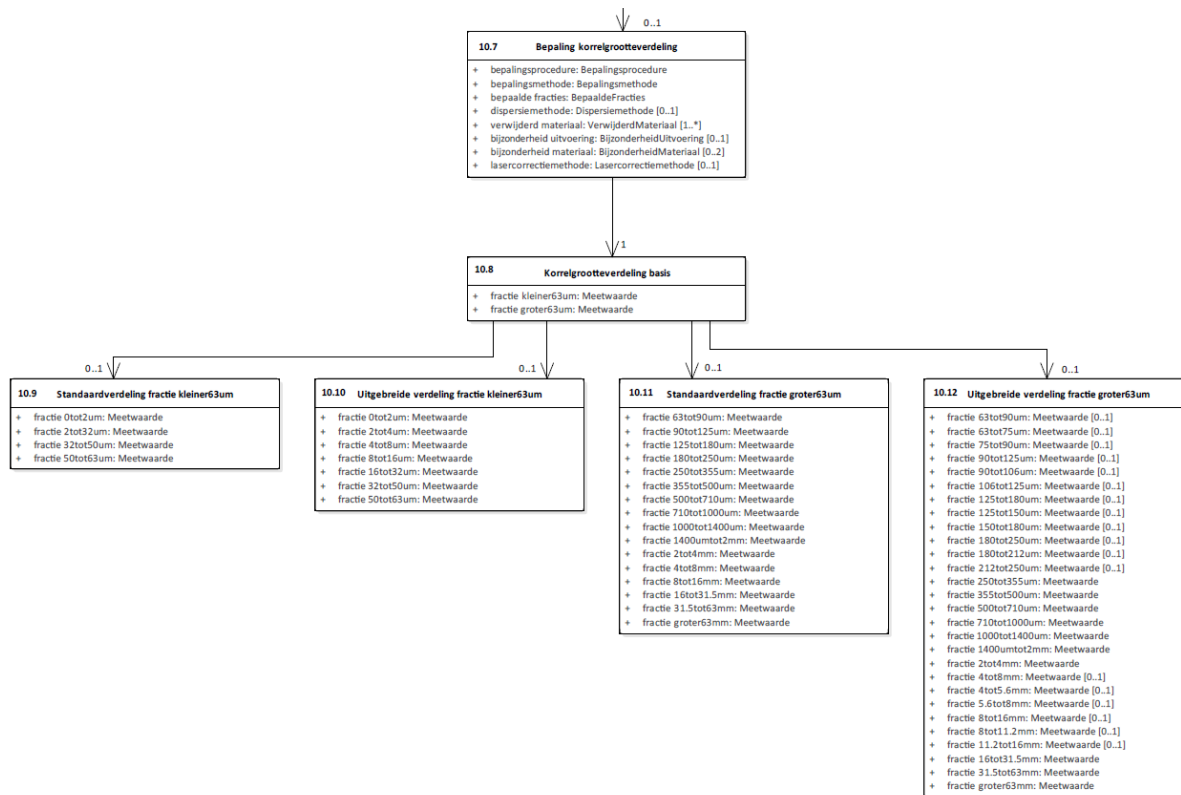 0..1
10.7 Bepaling korrelgrootteverdeling
+ bepalingsprocedure: Bepalingsprocedure
+ bepalingsmethode: Bepalingsmethode
+ bepaalde fracties: BepaaldeFracties
+ dispersiemethode: Dispersiemethode [0..1]
+ verwijderd materiaal: VerwijderdMateriaal [1..*]
+ bijzonderheid uitvoering: BijzonderheidUitvoering [0..1]
+ bijzonderheid materiaal: BijzonderheidMateriaal [0..2]
+ lasercorrectiemethode: Lasercorrectiemethode [0..1]
1
10.8 Korrelgrootteverdeling basis
+ fractie kleiner63um: Meetwaarde
+ fractie groter63um: Meetwaarde
0..1
10.9 Standaardverdeling fractie kleiner63um
+ fractie 0tot2um: Meetwaarde
+ fractie 2tot32um: Meetwaarde
+ fractie 32tot50um: Meetwaarde
+ fractie 50tot63um: Meetwaarde
0..1
10.10 Uitgebreide verdeling fractie kleiner63um
+ fractie 0tot2um: Meetwaarde
+ fractie 2tot4um: Meetwaarde
+ fractie 4tot8um: Meetwaarde
+ fractie 8tot16um: Meetwaarde
+ fractie 16tot32um: Meetwaarde
+ fractie 32tot50um: Meetwaarde
+ fractie 50tot63um: Meetwaarde
0..1
10.11 Standaardverdeling fractie groter63um
+ fractie 63tot90um: Meetwaarde
+ fractie 90tot125um: Meetwaarde
+ fractie 125tot180um: Meetwaarde
+ fractie 180tot250um: Meetwaarde
+ fractie 250tot355um: Meetwaarde
+ fractie 355tot500um: Meetwaarde
+ fractie 500tot710um: Meetwaarde
+ fractie 710tot1000um: Meetwaarde
+ fractie 1000tot1400um: Meetwaarde
+ fractie 1400umtot2mm: Meetwaarde
+ fractie 2tot4mm: Meetwaarde
+ fractie 4tot8mm: Meetwaarde
+ fractie 8tot16mm: Meetwaarde
+ fractie 16tot31.5mm: Meetwaarde
+ fractie 31.5tot63mm: Meetwaarde
+ fractie groter63mm: Meetwaarde
0..1
10.12 Uitgebreide verdeling fractie groter63um
+ fractie 63tot90um: Meetwaarde [0..1]
+ fractie 63tot75um: Meetwaarde [0..1]
+ fractie 75tot90um: Meetwaarde [0..1]
+ fractie 90tot125um: Meetwaarde [0..1]
+ fractie 90tot106um: Meetwaarde [0..1]
+ fractie 106tot125um: Meetwaarde [0..1]
+ fractie 125tot180um: Meetwaarde [0..1]
+ fractie 125tot150um: Meetwaarde [0..1]
+ fractie 150tot180um: Meetwaarde [0..1]
+ fractie 180tot250um: Meetwaarde [0..1]
+ fractie 180tot212um: Meetwaarde [0..1]
+ fractie 212tot250um: Meetwaarde [0..1]
+ fractie 250tot355um: Meetwaarde
+ fractie 355tot500um: Meetwaarde
+ fractie 500tot710um: Meetwaarde
+ fractie 710tot1000um: Meetwaarde
+ fractie 1000tot1400um: Meetwaarde
+ fractie 1400umtot2mm: Meetwaarde
+ fractie 2tot4mm: Meetwaarde
+ fractie 4tot8mm: Meetwaarde [0..1]
+ fractie 4tot5.6mm: Meetwaarde [0..1]
+ fractie 5.6tot8mm: Meetwaarde [0..1]
+ fractie 8tot16mm: Meetwaarde [0..1]
+ fractie 8tot11.2mm: Meetwaarde [0..1]
+ fractie 11.2tot16mm: Meetwaarde [0..1]
+ fractie 16tot31.5mm: Meetwaarde
+ fractie 31.5tot63mm: Meetwaarde
+ fractie groter63mm: Meetwaarde